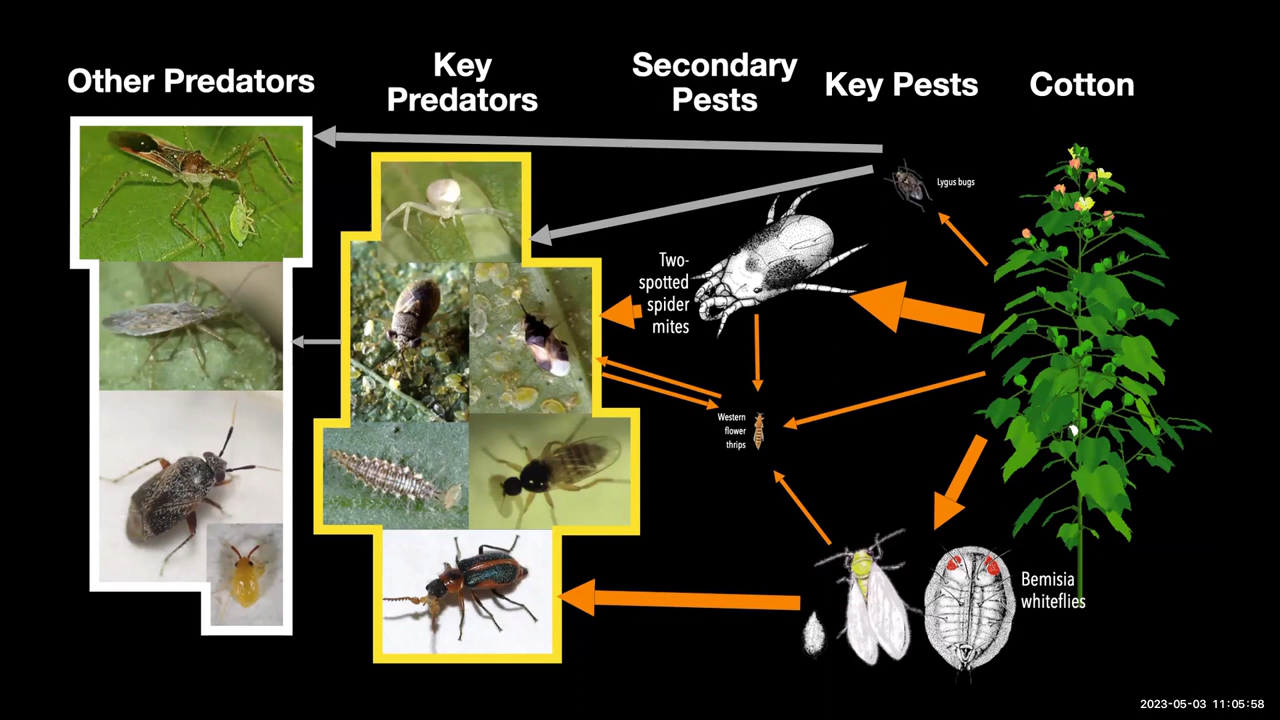 Other Predators
Key
Predators
Secondary
Pests
Key Pests
Cotton
Lygus bugs
Two-
spotted
spider
mites
Western
flower
thrips
Bemisia
whiteflies
2023-05-03 11:05:58